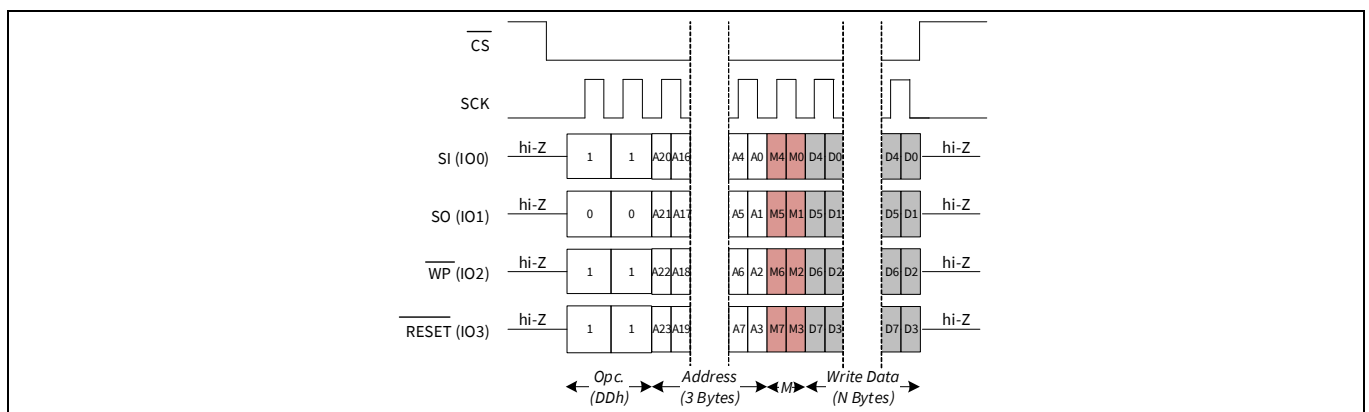 CS
SCK
SI (IO0) hi-Z 1 1 A20 A16 A4 A0 M4 M0 D4 D0 D4 D0 hi-Z
SO (IO1) hi-Z 0 0 A21 A17 A5 A1 M5 M1 D5 D1 D5 D1 hi-Z
WP (IO2) hi-Z 1 1 A22 A18 A6 A2 M6 M2 D6 D2 D6 D2 hi-Z
RESET (IO3) hi-Z 1 1 A23 A19 A7 A3 M7 M3 D7 D3 D7 D3 hi-Z
Opc. Address M Write Data
(DDh) (3 Bytes) (N Bytes)